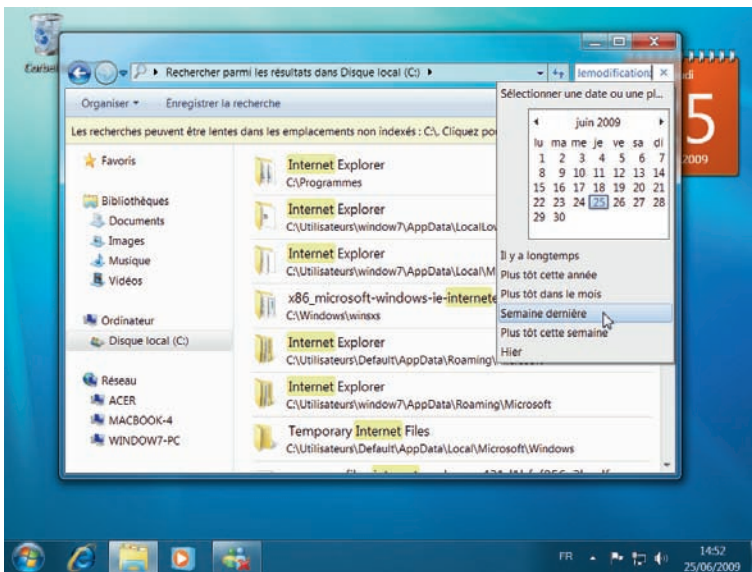 Rechercher parmi les résultats dans Disque local (C:)
lemodification:
Organiser
Enregistrer la recherche
Les recherches peuvent être lentes dans les emplacements non indexés : C:\, Cliquez po
Favoris
Bibliothèques
Documents
Images
Musique
Vidéos
Ordinateur
Disque local (C:)
Réseau
ACER
MACBOOK-4
WINDOW7-PC
Internet Explorer
C:\Programmes
Internet Explorer
C:\Utilisateurs\window7\AppData\LocalLov
Internet Explorer
C:\Utilisateurs\window7\AppData\Local\M
x86_microsoft-windows-ie-internete
C:\Windows\winsxs
Internet Explorer
C:\Utilisateurs\Default\AppData\Roaming\
Internet Explorer
C:\Utilisateurs\window7\AppData\Roaming\Microsoft
Temporary Internet Files
C:\Utilisateurs\Default\AppData\Local\Microsoft\Windows
Sélectionner une date ou une pl...
juin 2009
lu ma me je ve sa di
1 2 3 4 5 6 7
8 9 10 11 12 13 14
15 16 17 18 19 20 21
22 23 24 25 26 27 28
29 30
Il y a longtemps
Plus tôt cette année
Plus tôt dans le mois
Semaine dernière
Plus tôt cette semaine
Hier
di
5
2009
FR
14:52
25/06/2009